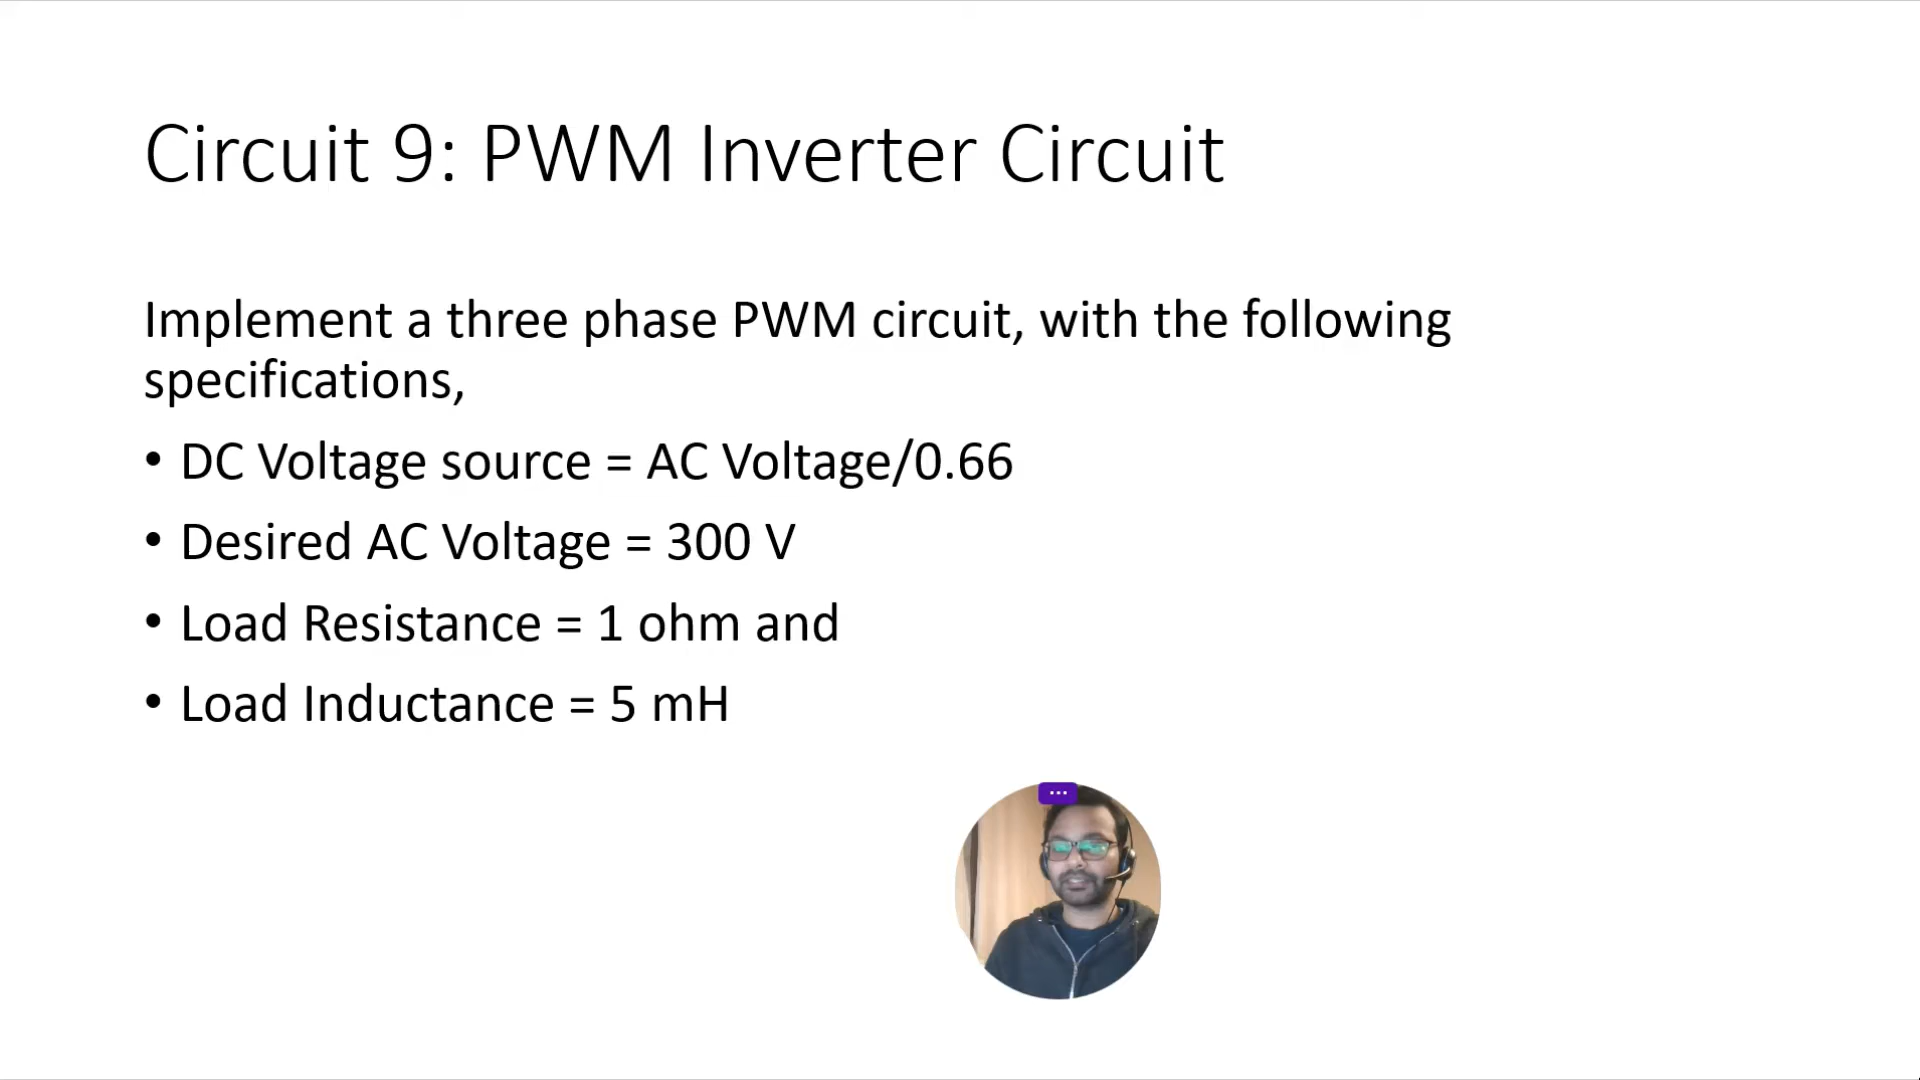 Circuit 9: PWM Inverter Circuit
Implement a three phase PWM circuit, with the following
specifications,
• DC Voltage source = AC Voltage/0.66
• Desired AC Voltage = 300 V
• Load Resistance = 1 ohm and
• Load Inductance = 5 mH